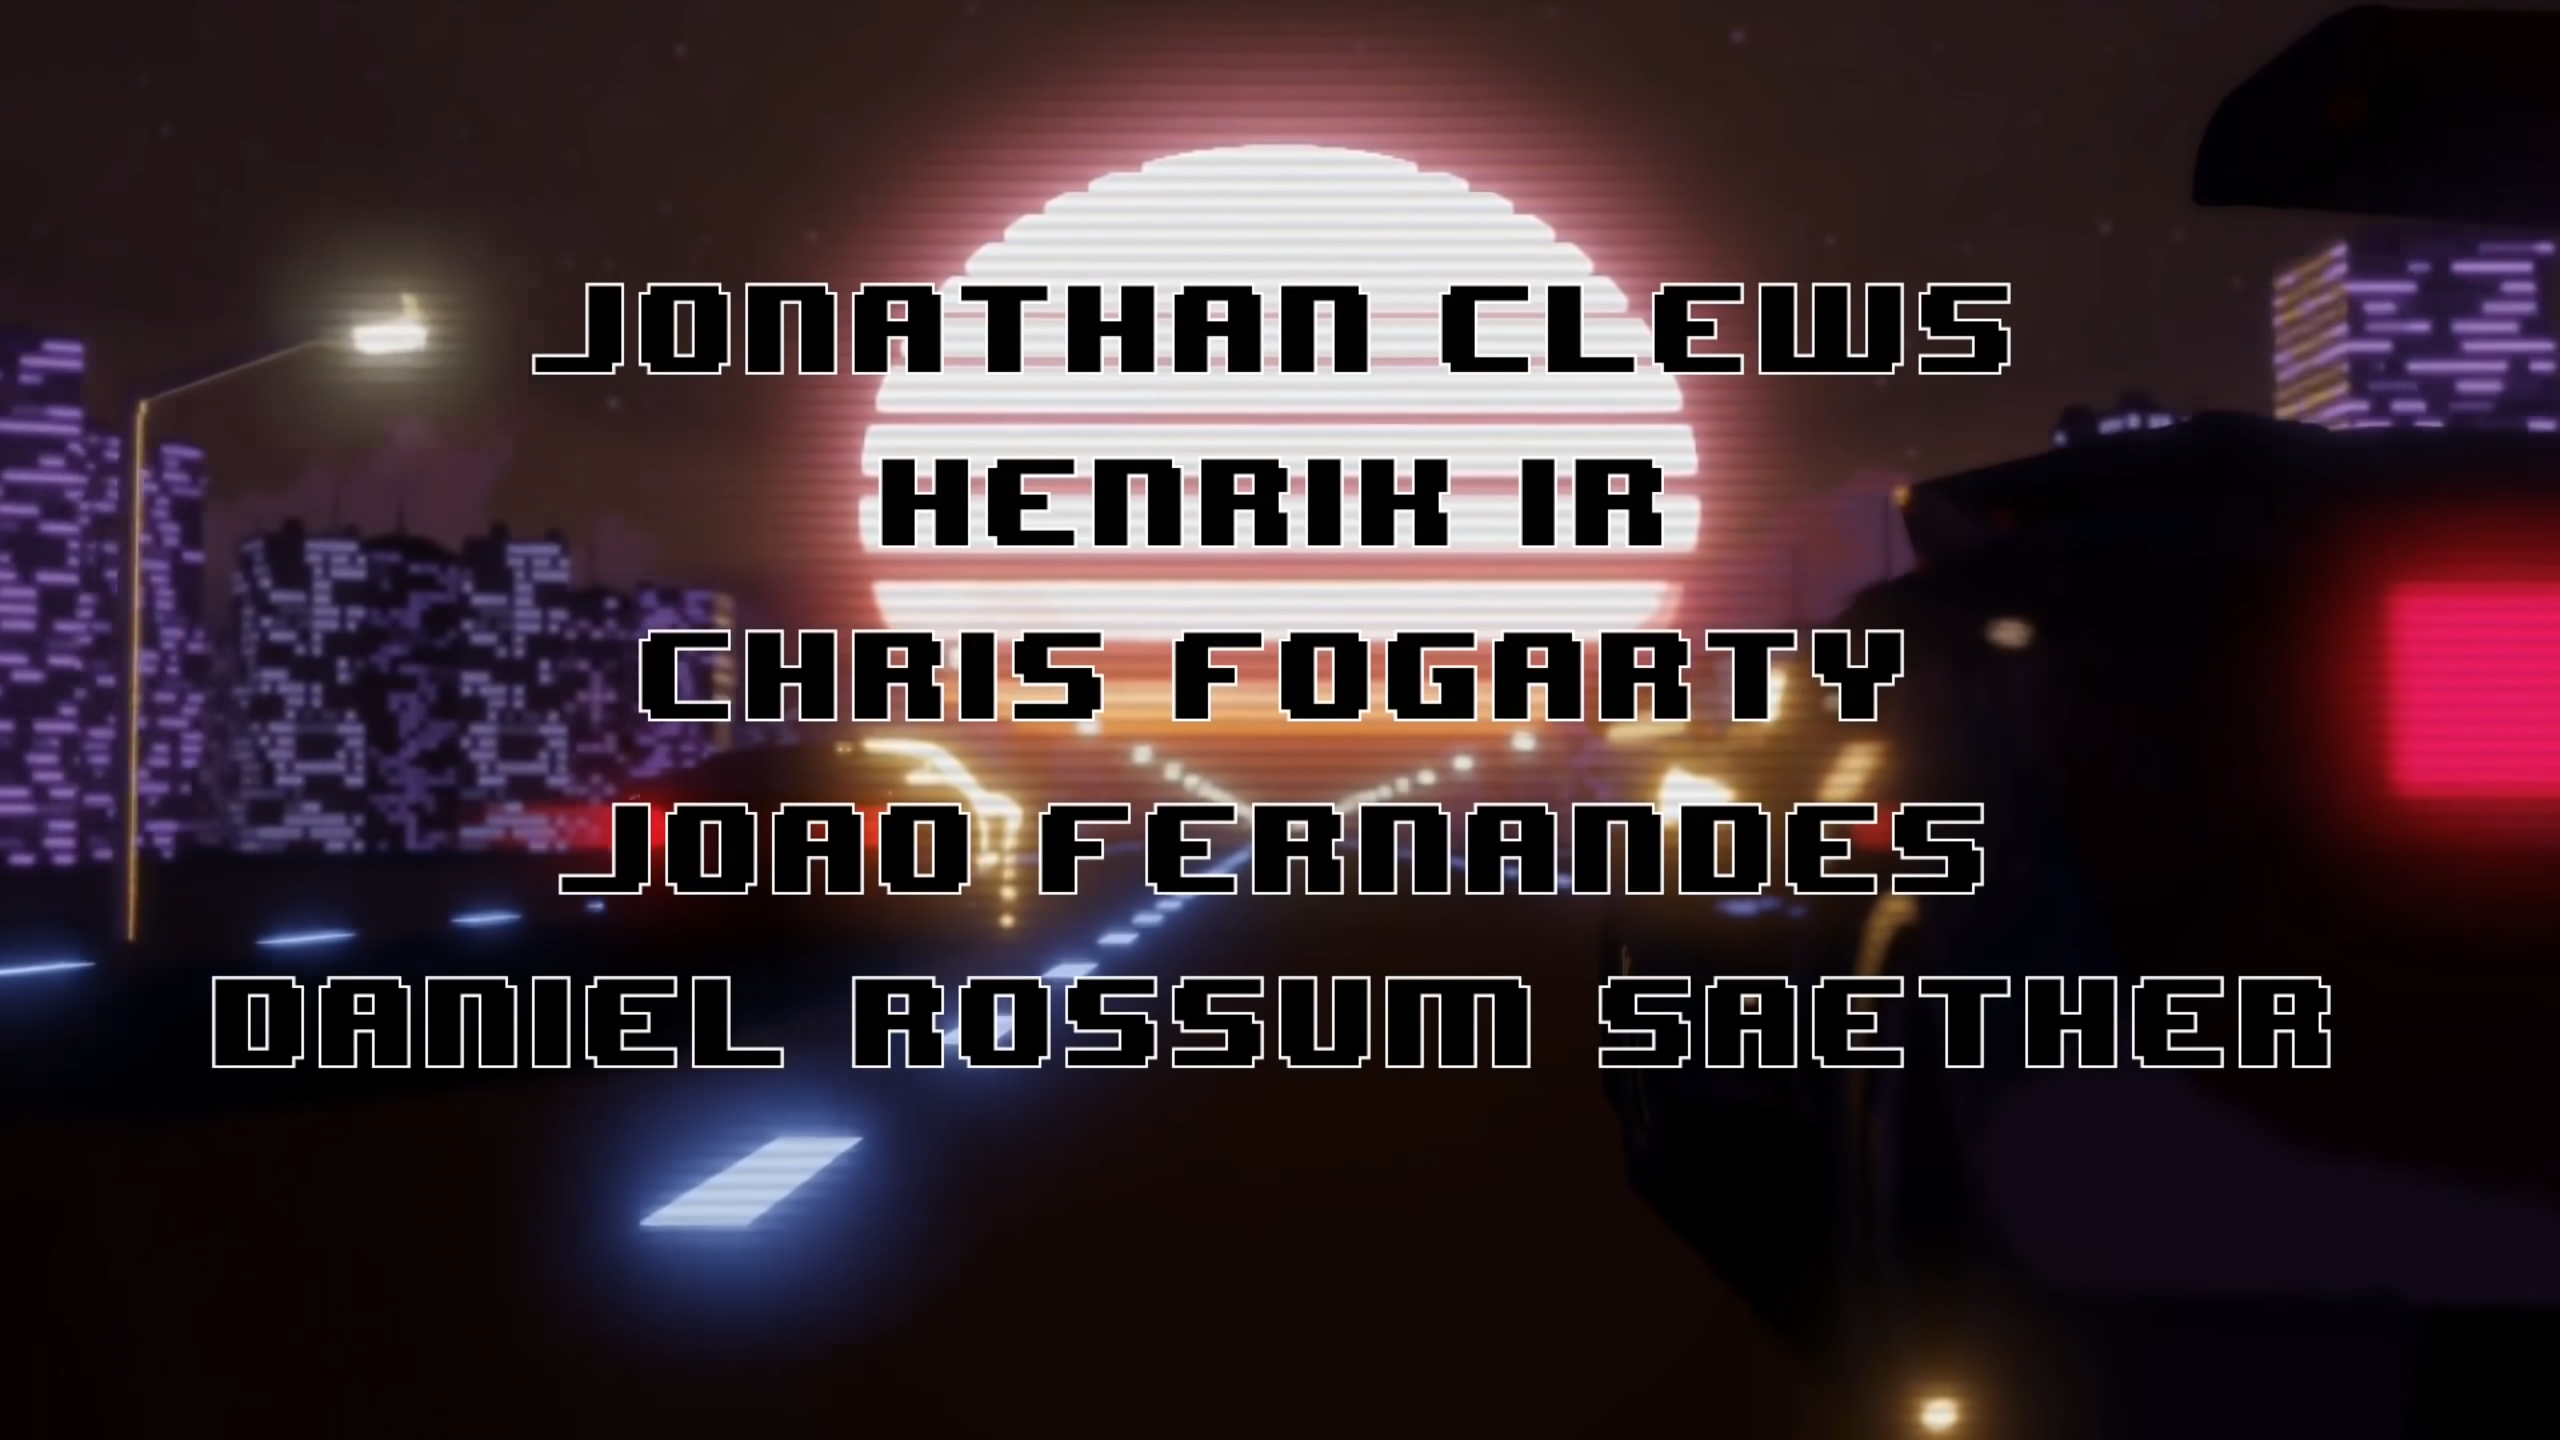 JONATHAN CLEWS
HENRIK IR
CHRIS FOGARTY
JOAO FERNANDES
DANIEL ROSSUM SAETHER